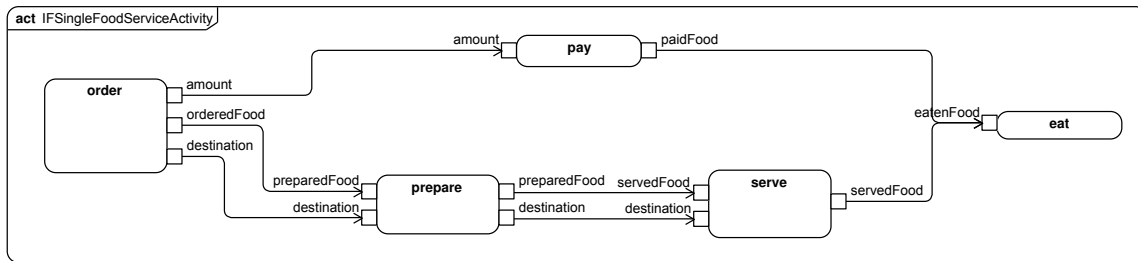 act IFSingleFoodServiceActivity
amount
pay
paidFood
order
amount
orderedFood
destination
eatenFood
eat
preparedFood
destination
prepare
preparedFood
destination
servedFood
destination
serve
servedFood